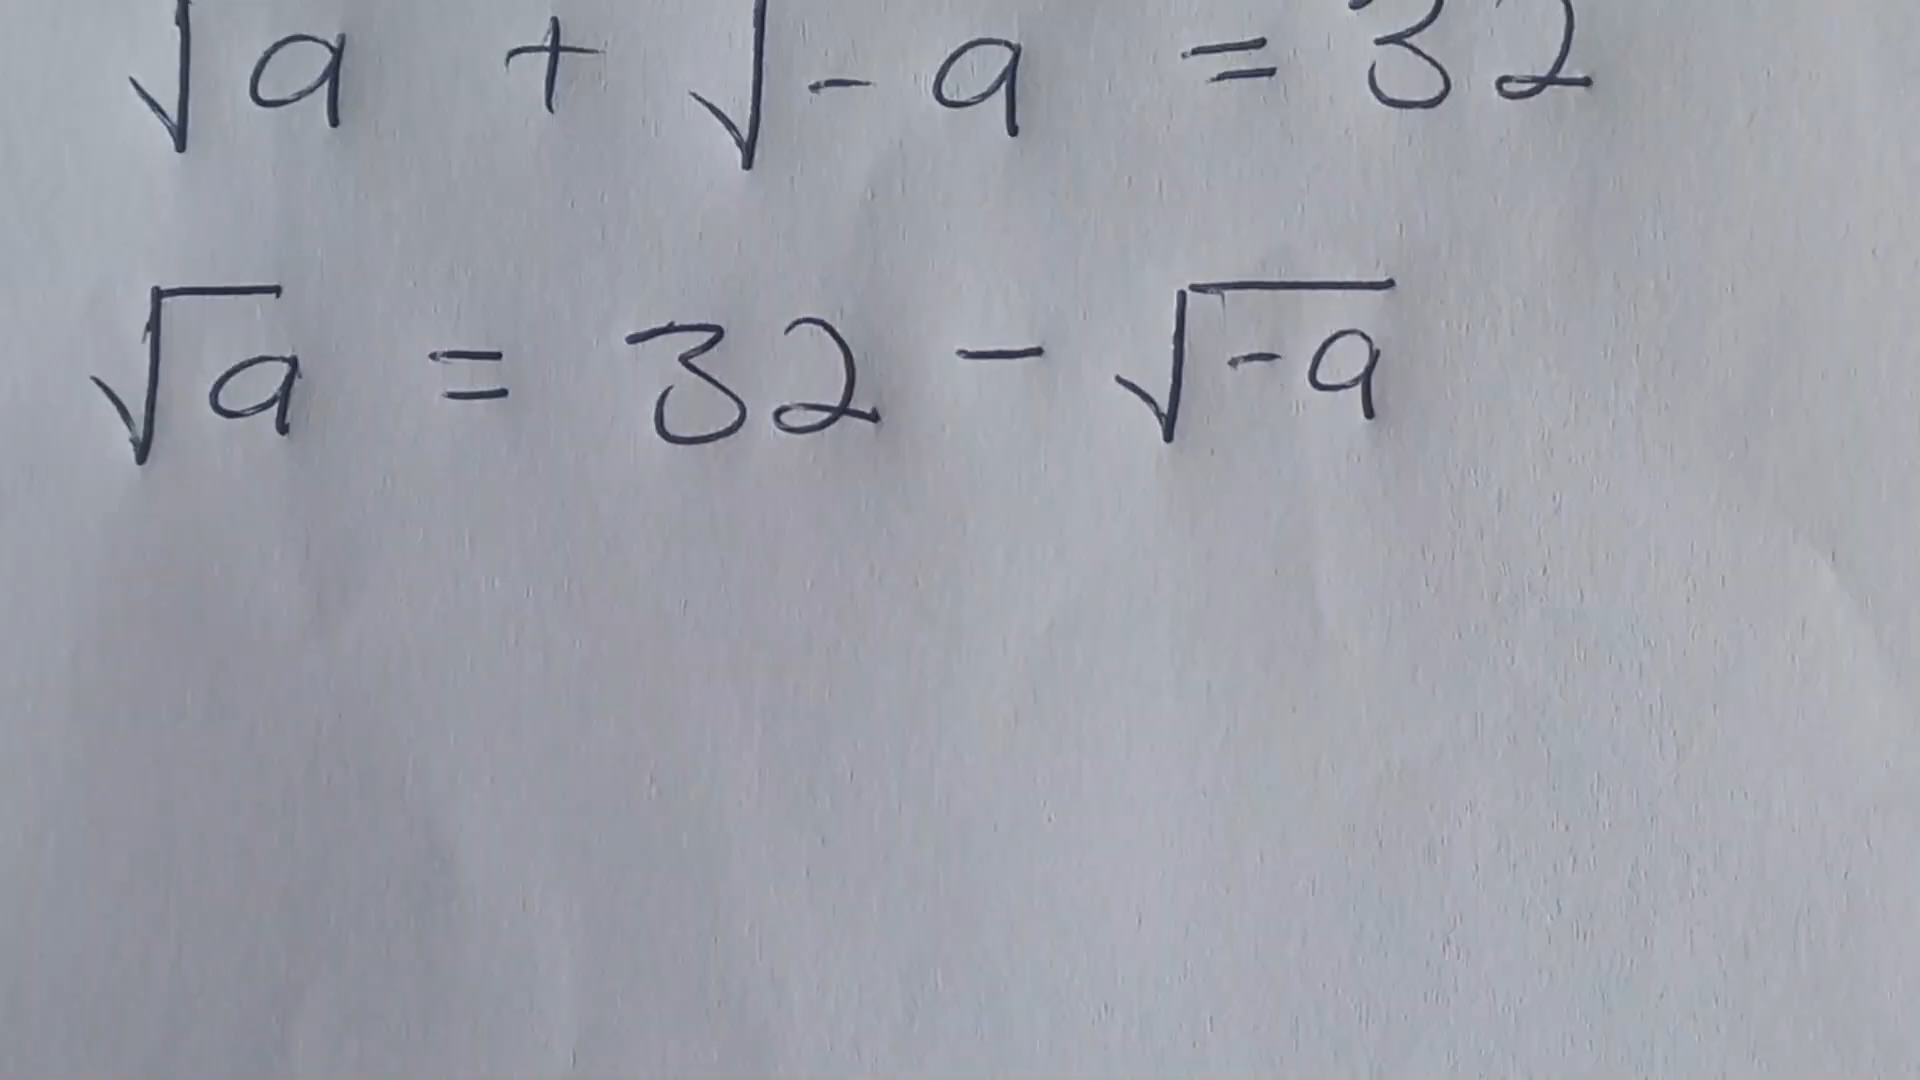 √a + √-a = 32
√a = 32 - √-a